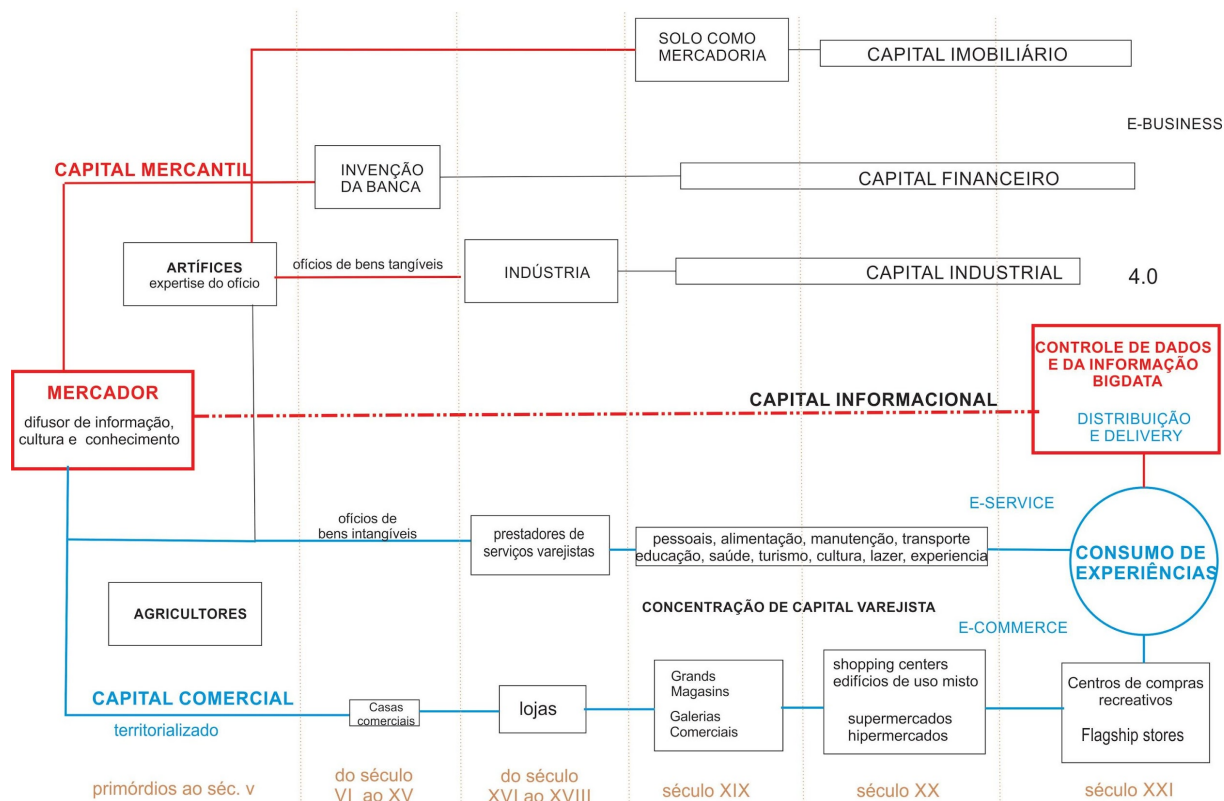 SOLO COMO
MERCADORIA
CAPITAL IMOBILIÁRIO
E-BUSINESS
CAPITAL MERCANTIL
INVENÇÃO
DA BANCA
CAPITAL FINANCEIRO
ARTÍFICES
expertise do ofício
ofícios de bens tangíveis
INDÚSTRIA
CAPITAL INDUSTRIAL
4.0
CONTROLE DE DADOS
E DA INFORMAÇÃO
BIGDATA
DISTRIBUIÇÃO
E DELIVERY
MERCADOR
difusor de informação,
cultura e conhecimento
CAPITAL INFORMACIONAL
E-SERVICE
ofícios de
bens intangíveis
prestadores de
serviços varejistas
pessoais, alimentação, manutenção, transporte
educação, saúde, turismo, cultura, lazer, experiencia
CONSUMO DE
EXPERIÊNCIAS
AGRICULTORES
CONCENTRAÇÃO DE CAPITAL VAREJISTA
E-COMMERCE
CAPITAL COMERCIAL
territorializado
Casas
comerciais
lojas
Grands
Magasins
Galerias
Comerciais
shopping centers
edifícios de uso misto
supermercados
hipermercados
Centros de compras
recreativos
Flagship stores
primórdios ao séc. v
do século
VI ao XV
do século
XVI ao XVIII
século XIX
século XX
século XXI